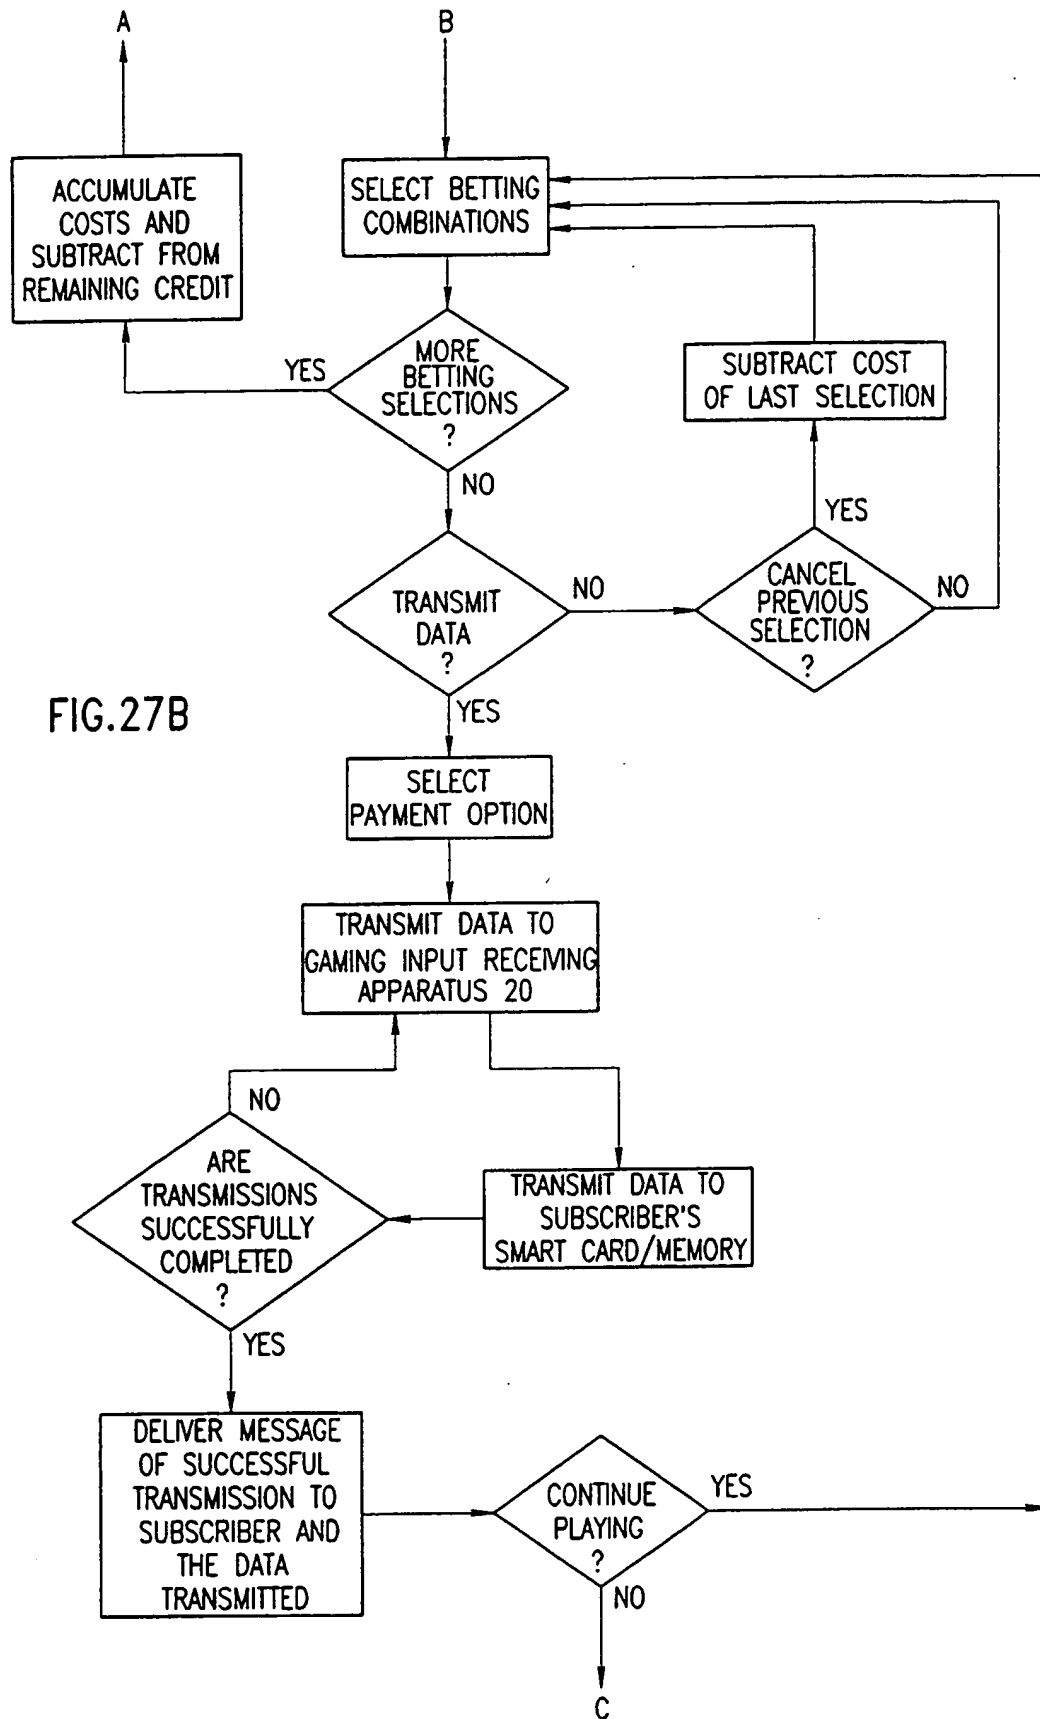 A
B
ACCUMULATE
COSTS AND
SUBTRACT FROM
REMAINING CREDIT
SELECT BETTING
COMBINATIONS
YES
MORE
BETTING
SELECTIONS
?
SUBTRACT COST
OF LAST SELECTION
NO
YES
TRANSMIT
DATA
?
NO
CANCEL
PREVIOUS
SELECTION
?
NO
FIG.27B
YES
SELECT
PAYMENT OPTION
TRANSMIT DATA TO
GAMING INPUT RECEIVING
APPARATUS 20
NO
ARE
TRANSMISSIONS
SUCCESSFULLY
COMPLETED
?
TRANSMIT DATA TO
SUBSCRIBER'S
SMART CARD/MEMORY
YES
DELIVER MESSAGE
OF SUCCESSFUL
TRANSMISSION TO
SUBSCRIBER AND
THE DATA
TRANSMITTED
CONTINUE
PLAYING
?
YES
NO
C